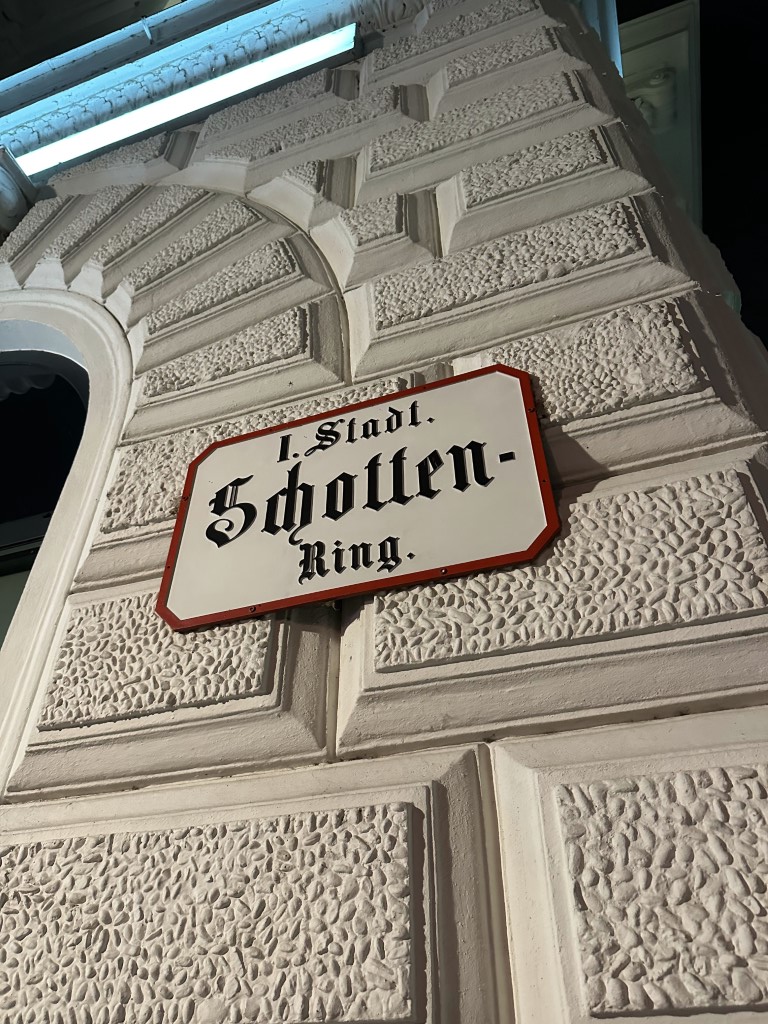 I. Stadt.
Schotten-
Ring.